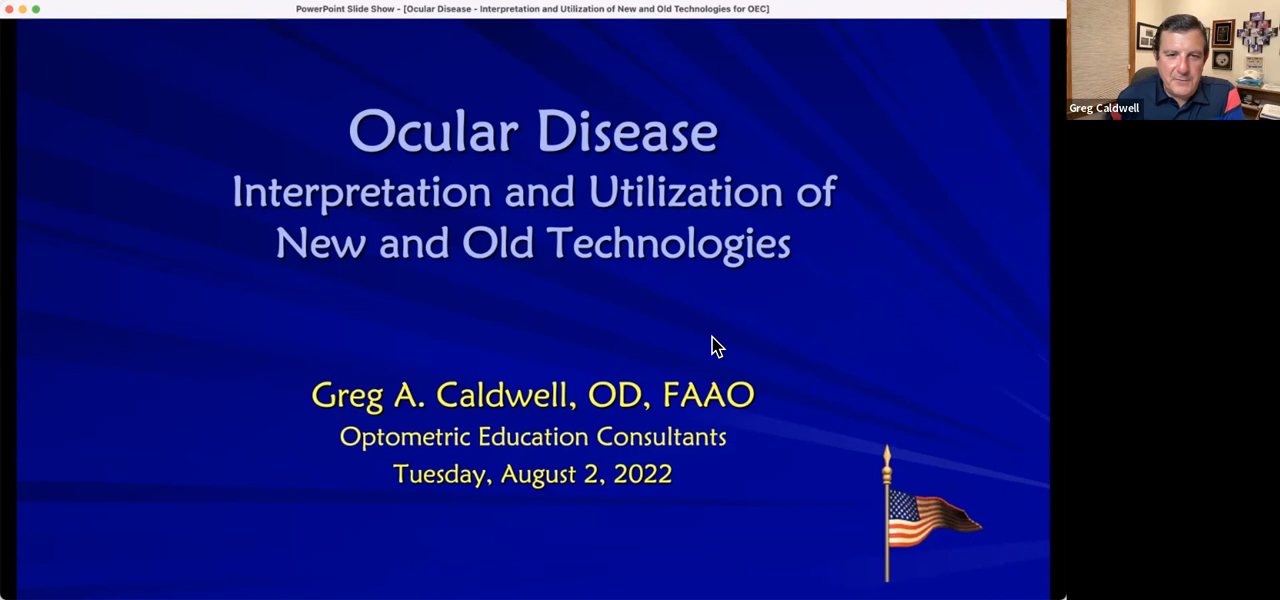 PowerPoint Slide Show - [Ocular Disease - Interpretation and Utilization of New and Old Technologies for OEC]
Ocular Disease
Interpretation and Utilization of
New and Old Technologies
Greg A. Caldwell, OD, FAAO
Optometric Education Consultants
Tuesday, August 2, 2022
Greg Caldwell